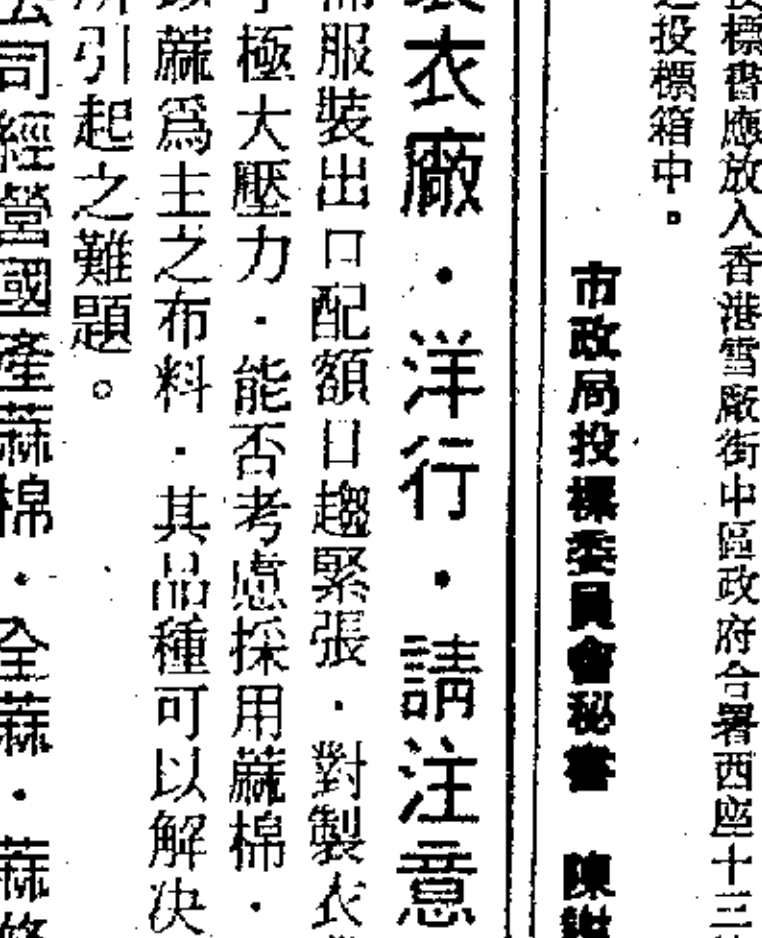 投標書應放入香港雪廠街中區政府合署西座十三
投標箱中。
市政局投標委員會秘書 陳
衣廠·洋行·請注意
服裝出口配額日趨緊張·對製衣
極大壓力·能否考慮採用蔴棉·
蔴爲主之布料·其品種可以解決
引起之難題。
公司經營國產蔴棉·全蔴·蔴